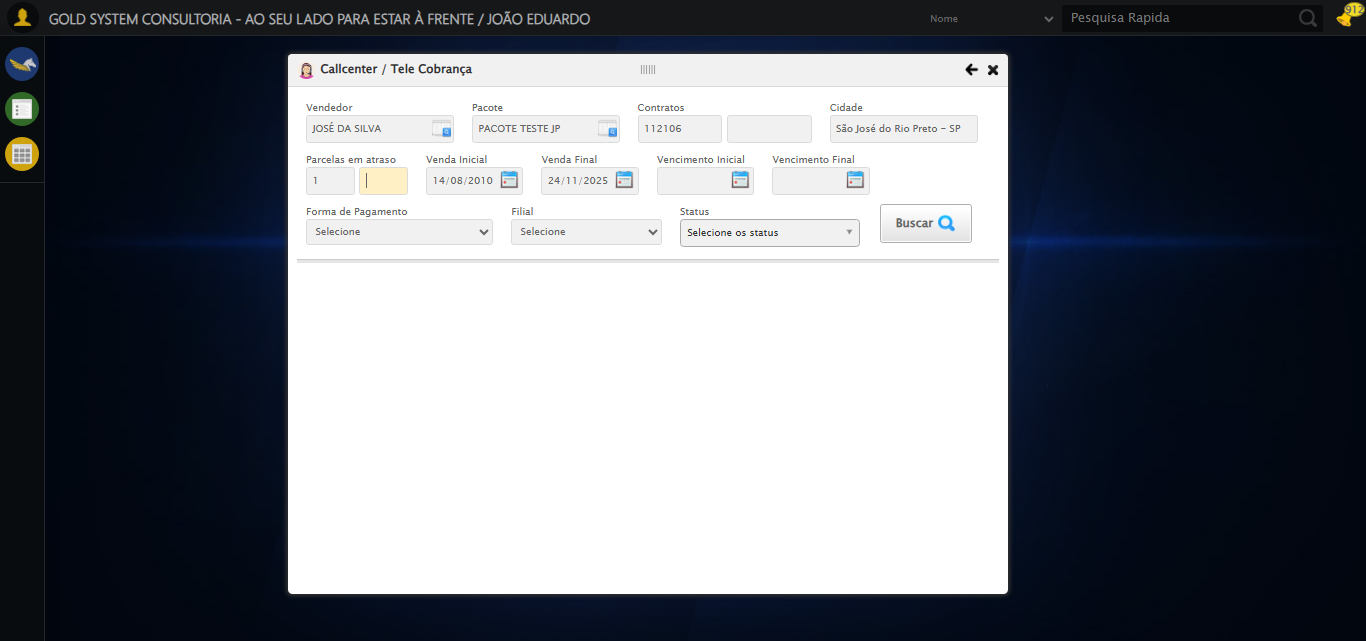 GOLD SYSTEM CONSULTORIA - AO SEU LADO PARA ESTAR À FRENTE / JOÃO EDUARDO
Nome
Pesquisa Rapida
912
Callcenter / Tele Cobrança
Vendedor
Pacote
Contratos
Cidade
JOSÉ DA SILVA
PACOTE TESTE JP
112106
São José do Rio Preto - SP
Parcelas em atraso
Venda Inicial
Venda Final
Vencimento Inicial
Vencimento Final
1
14/08/2010
24/11/2025
Forma de Pagamento
Filial
Status
Selecione
Selecione
Selecione os status
Buscar